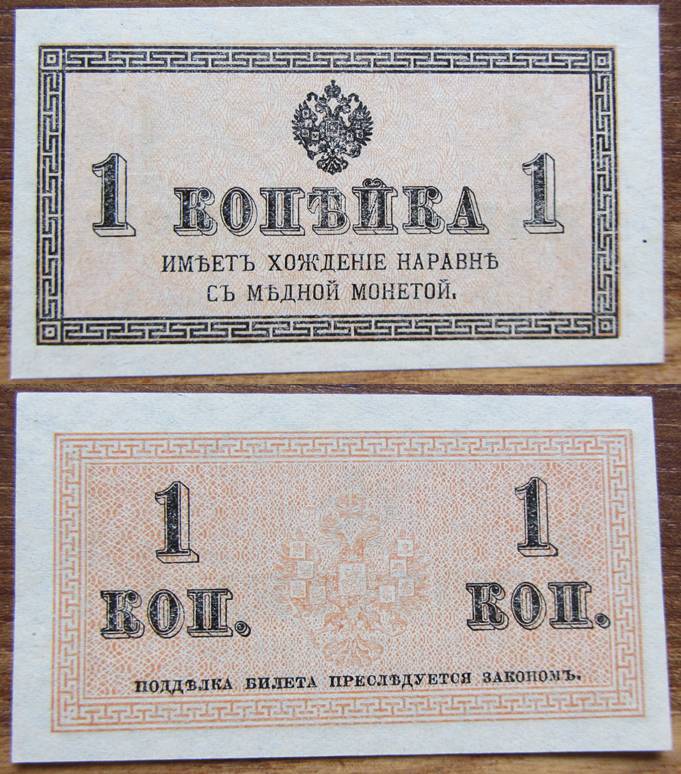 1 КОПѢЙКА 1
ИМѢЕТЪ ХОЖДЕНІЕ НАРАВНѢ
СЪ МѢДНОЙ МОНЕТОЙ.
1 1
КОП. КОП.
ПОДДѢЛКА БИЛЕТА ПРЕСЛѢДУЕТСЯ ЗАКОНОМЪ.